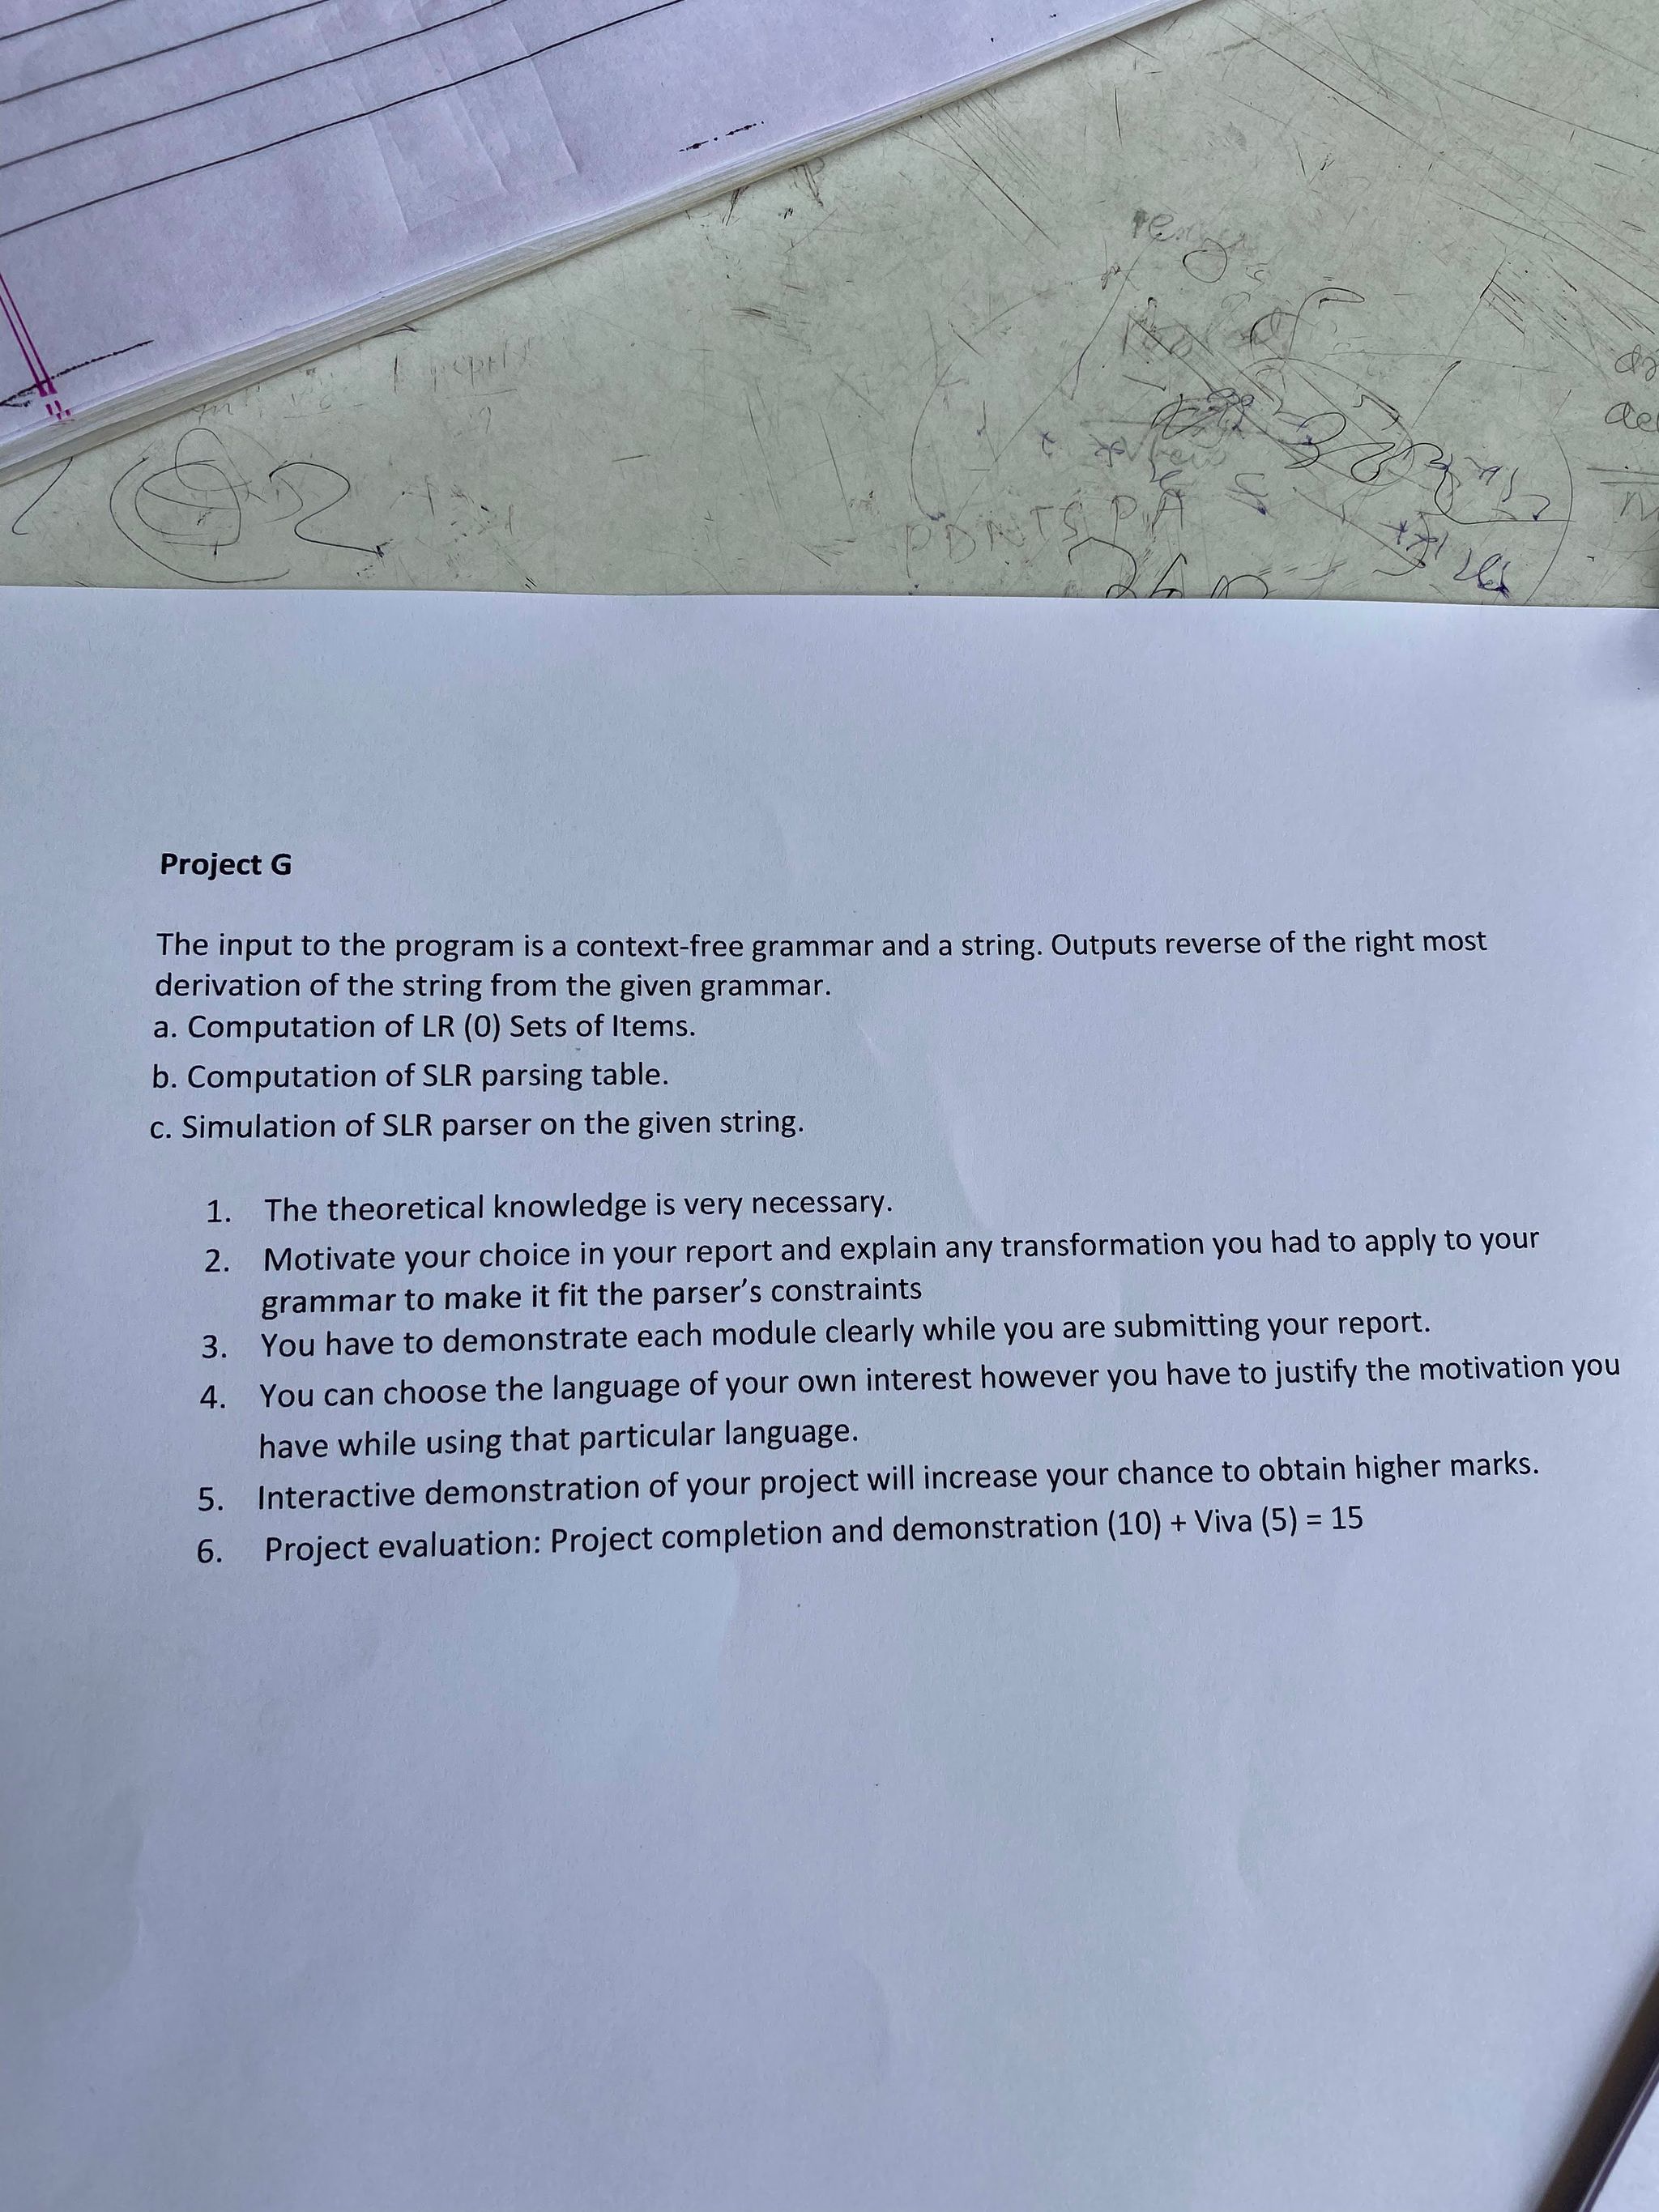 PDNTSPA
Project G
The input to the program is a context-free grammar and a string. Outputs reverse of the right most
derivation of the string from the given grammar.
a. Computation of LR (0) Sets of Items.
b. Computation of SLR parsing table.
c. Simulation of SLR parser on the given string.
1. The theoretical knowledge is very necessary.
2. Motivate your choice in your report and explain any transformation you had to apply to your
grammar to make it fit the parser’s constraints
3. You have to demonstrate each module clearly while you are submitting your report.
4. You can choose the language of your own interest however you have to justify the motivation you
have while using that particular language.
5. Interactive demonstration of your project will increase your chance to obtain higher marks.
6. Project evaluation: Project completion and demonstration (10) + Viva (5) = 15